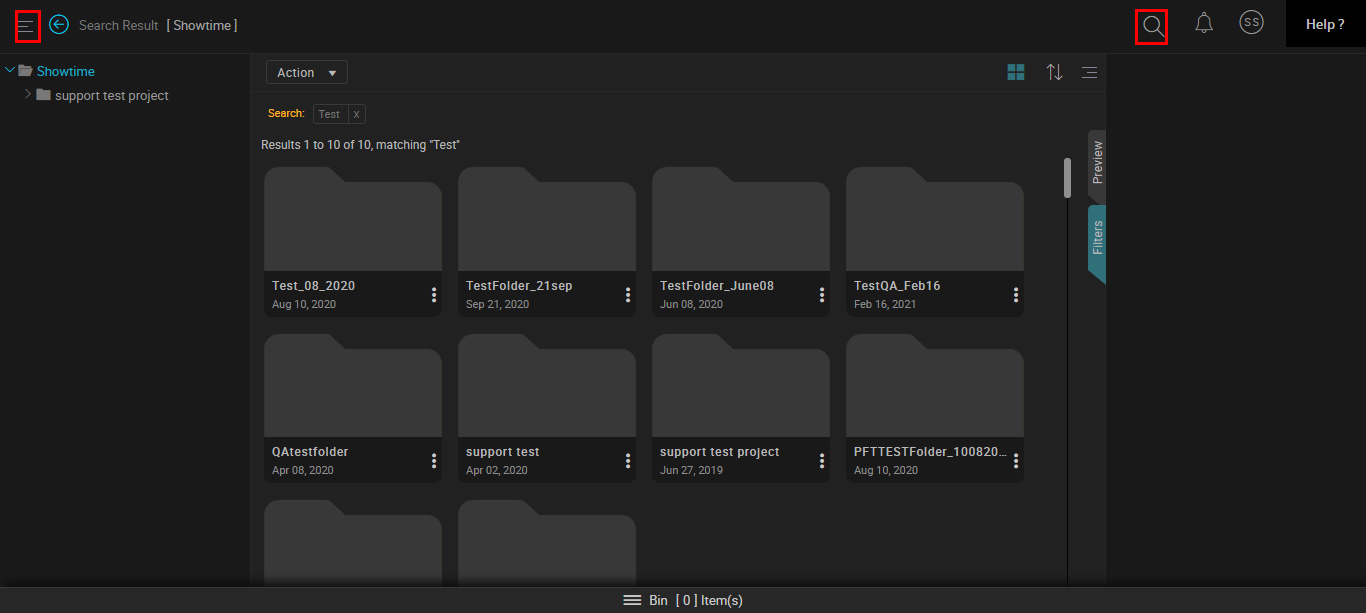 Search Result [ Showtime ]
SS
Help ?
Showtime
support test project
Action
Search: Test X
Results 1 to 10 of 10, matching "Test"
Preview
Filters
Test_08_2020
Aug 10, 2020
TestFolder_21sep
Sep 21, 2020
TestFolder_June08
Jun 08, 2020
TestQA_Feb16
Feb 16, 2021
QAtestfolder
Apr 08, 2020
support test
Apr 02, 2020
support test project
Jun 27, 2019
PFTTESTFolder_100820...
Aug 10, 2020
Bin [ 0 ] Item(s)